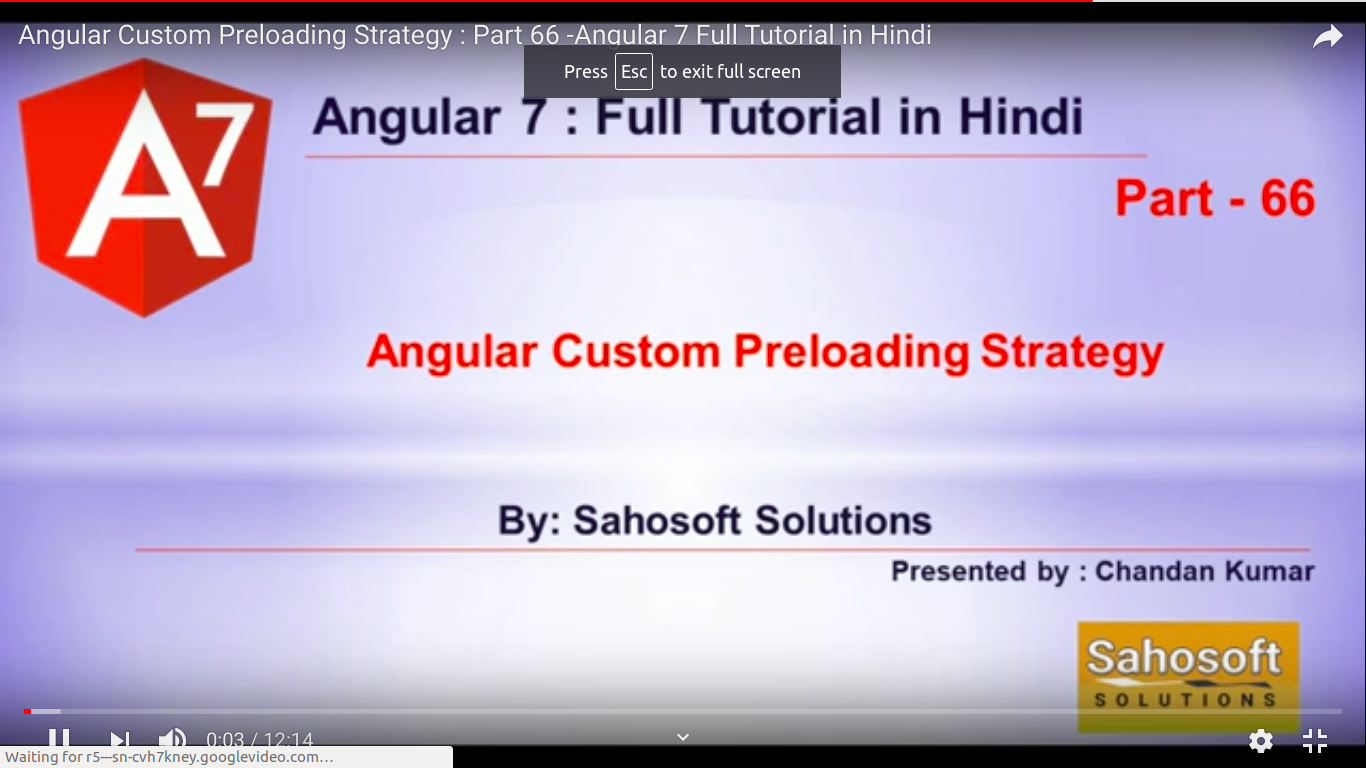 Angular Custom Preloading Strategy : Part 66 -Angular 7 Full Tutorial in Hindi
Press Esc to exit full screen
A7
Angular 7 : Full Tutorial in Hindi
Part - 66
Angular Custom Preloading Strategy
By: Sahosoft Solutions
Presented by : Chandan Kumar
Sahosoft
SOLUTIONS
0:03 / 12:14
Waiting for r5---sn-cvh7kney.googlevideo.com…